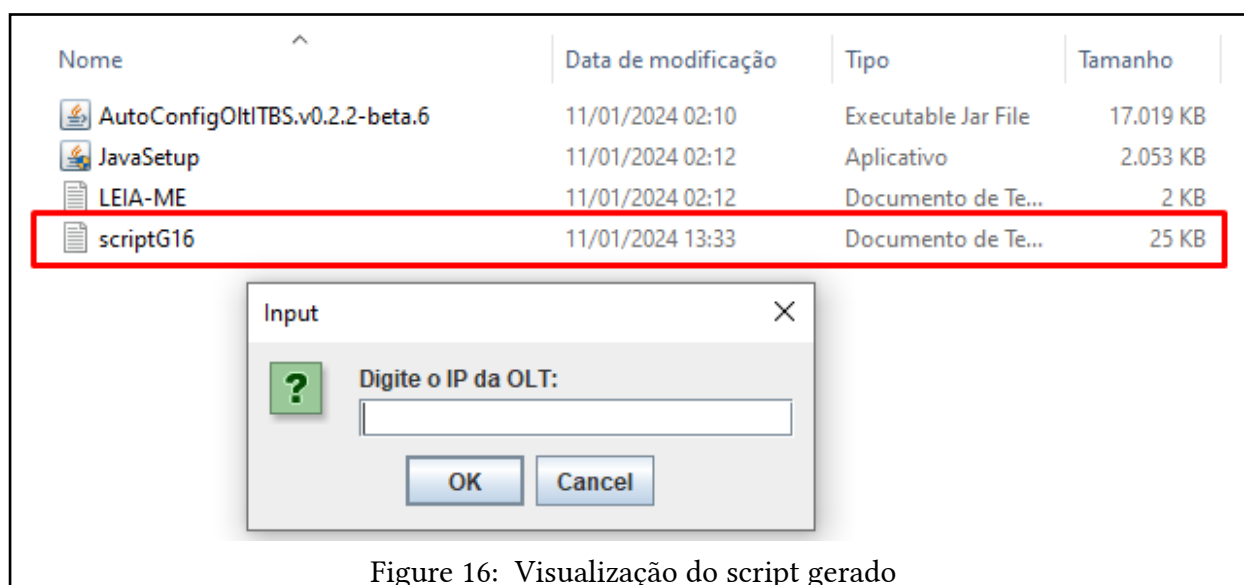 Nome Data de modificação Tipo Tamanho
AutoConfigOltITBS.v0.2.2-beta.6 11/01/2024 02:10 Executable Jar File 17.019 KB
JavaSetup 11/01/2024 02:12 Aplicativo 2.053 KB
LEIA-ME 11/01/2024 02:12 Documento de Te... 2 KB
scriptG16 11/01/2024 13:33 Documento de Te... 25 KB
Input
Digite o IP da OLT:
OK Cancel
Figure 16: Visualização do script gerado